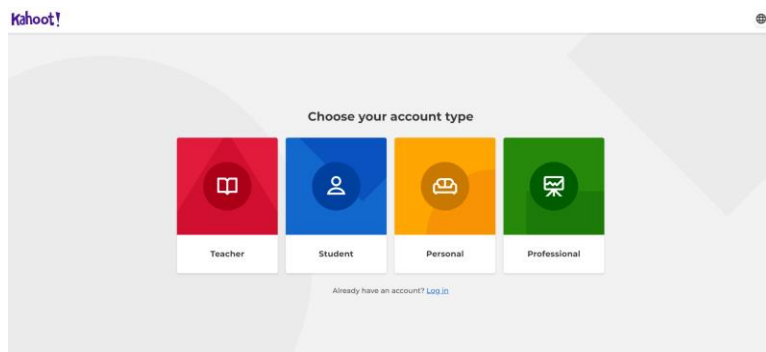 Kahoot!
Choose your account type
Teacher
Student
Personal
Professional
Already have an account? Log in